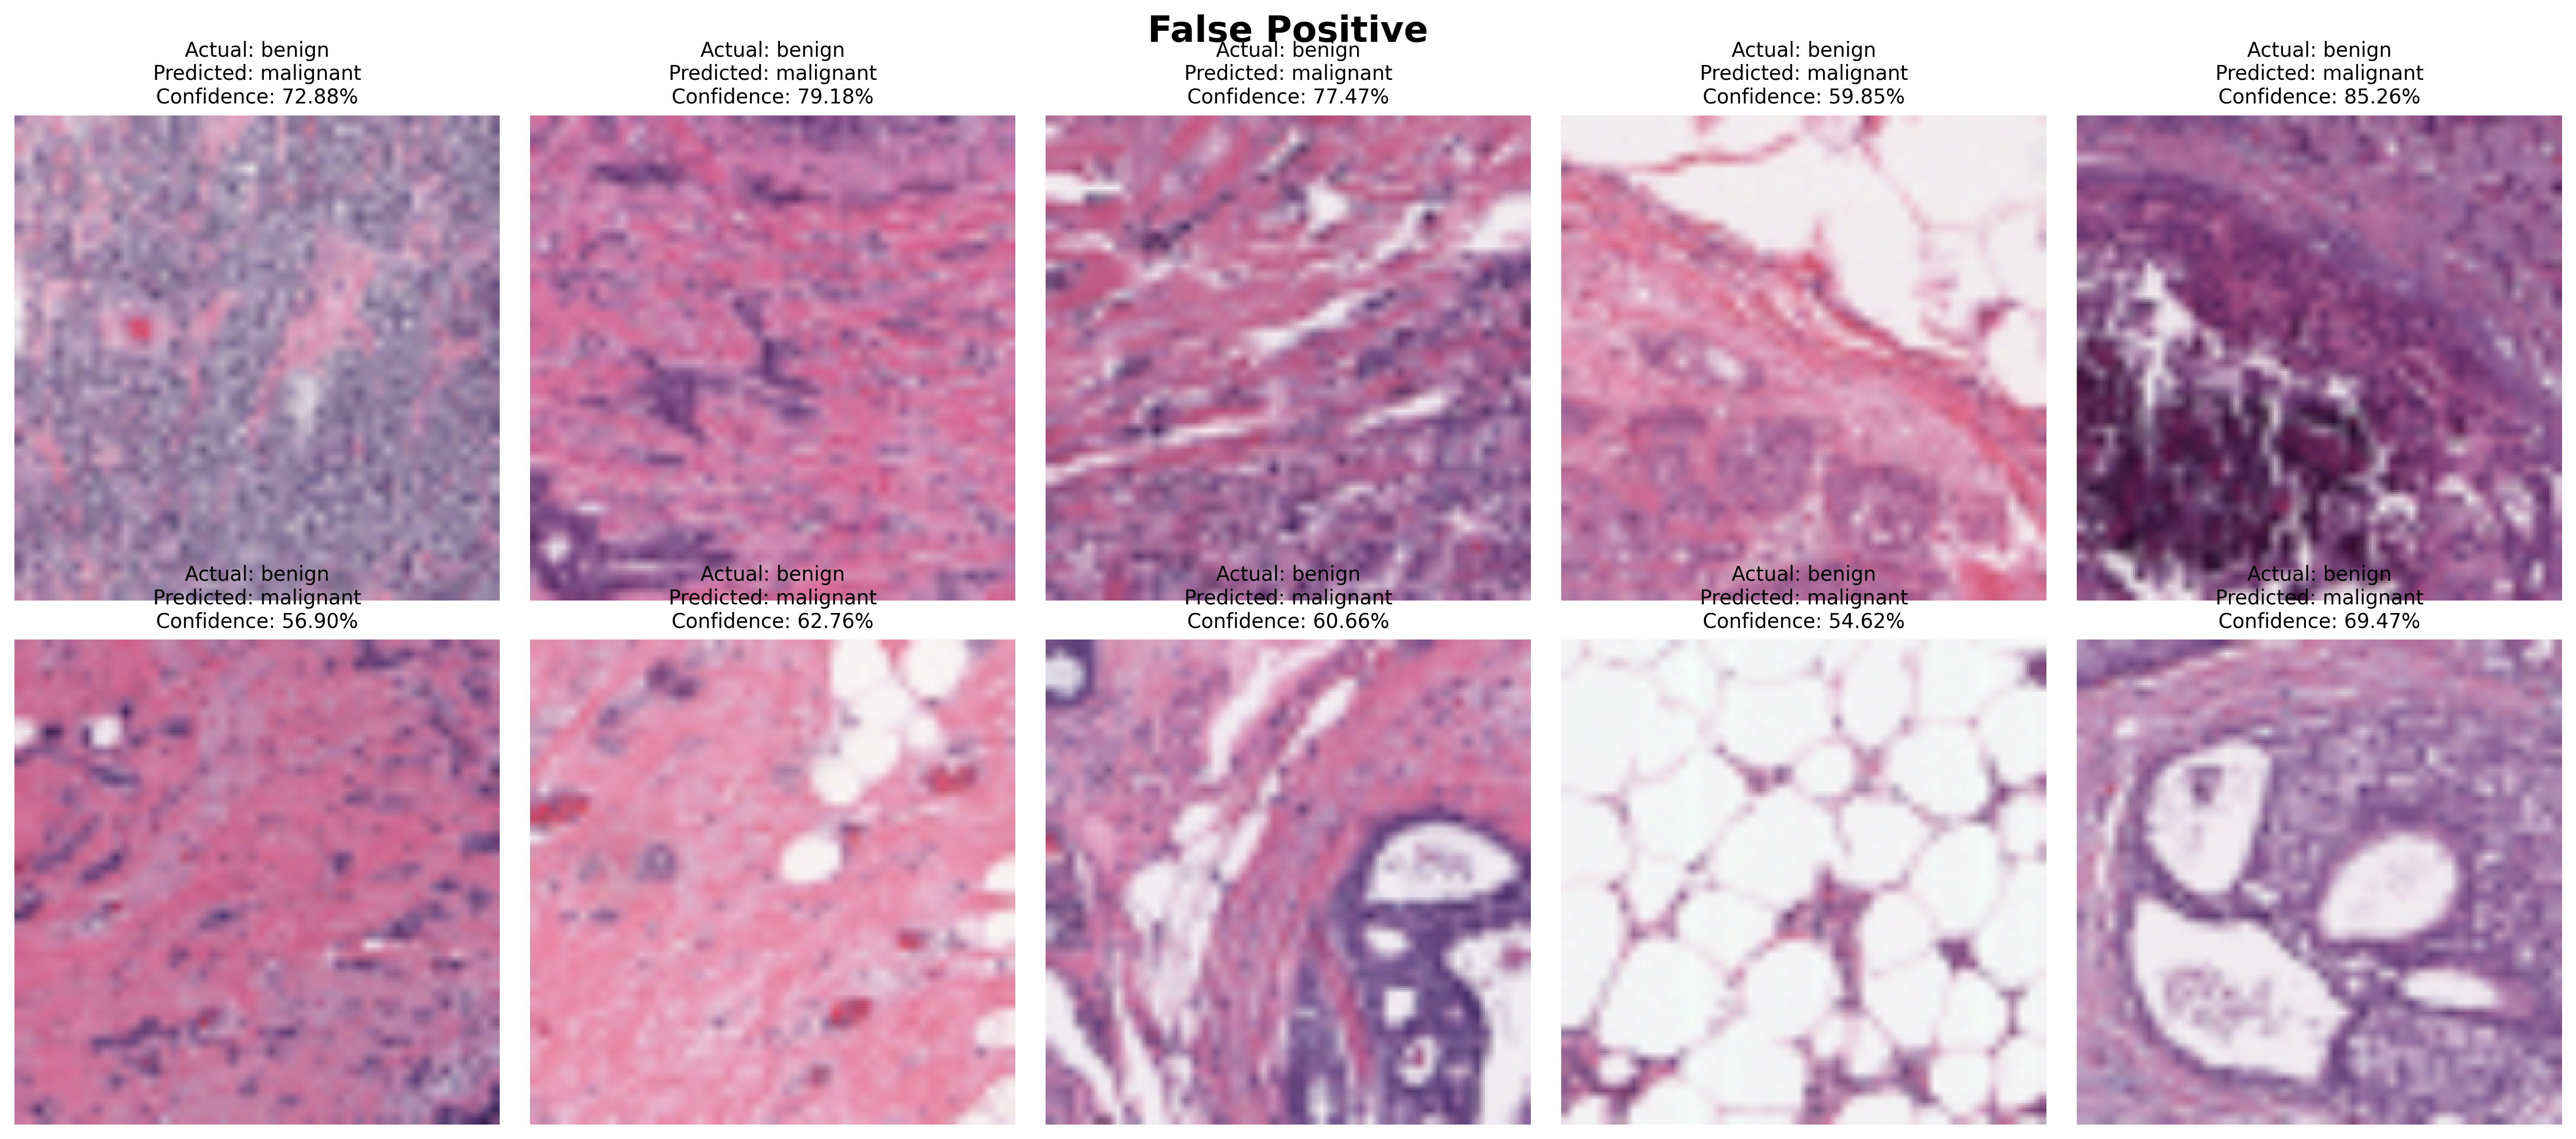 False Positive
Actual: benign
Predicted: malignant
Confidence: 72.88%
Actual: benign
Predicted: malignant
Confidence: 79.18%
Actual: benign
Predicted: malignant
Confidence: 77.47%
Actual: benign
Predicted: malignant
Confidence: 59.85%
Actual: benign
Predicted: malignant
Confidence: 85.26%
Actual: benign
Predicted: malignant
Confidence: 56.90%
Actual: benign
Predicted: malignant
Confidence: 62.76%
Actual: benign
Predicted: malignant
Confidence: 60.66%
Actual: benign
Predicted: malignant
Confidence: 54.62%
Actual: benign
Predicted: malignant
Confidence: 69.47%